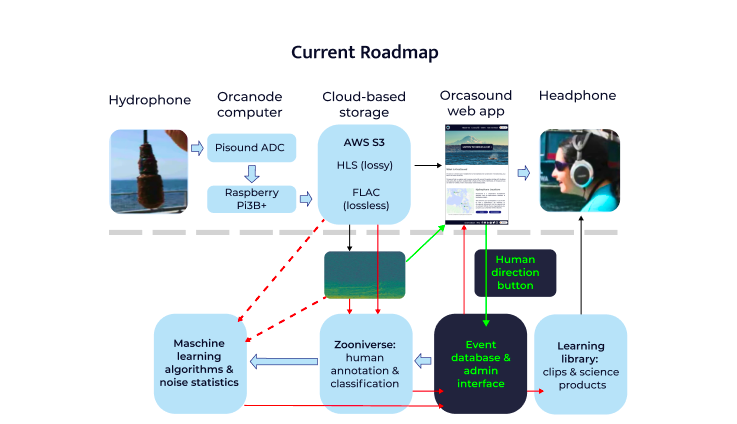 Current Roadmap
Hydrophone
Orcanode
computer
Cloud-based
storage
Orcasound
web app
Headphone
Pisound ADC
Raspberry
Pi3B+
AWS S3
HLS (lossy)
FLAC
(lossless)
Human
direction
button
Maschine
learning
algorithms &
noise statistics
Zooniverse:
human
annotation &
classification
Event
database &
admin
interface
Learning
library:
clips & science
products